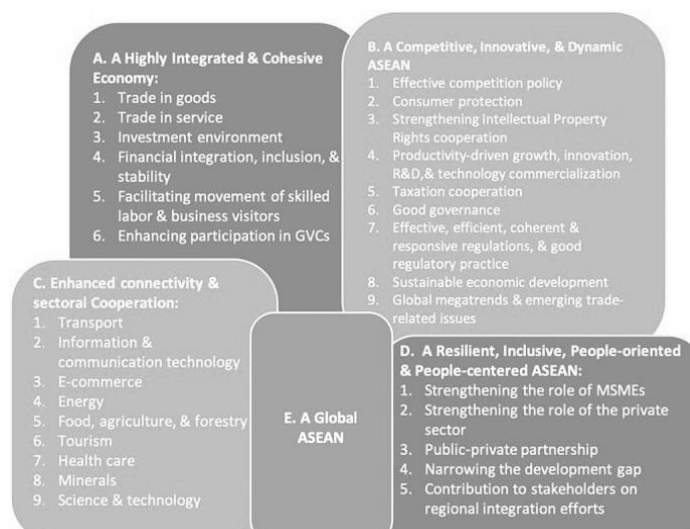 A. A Highly Integrated & Cohesive
Economy:
1. Trade in goods
2. Trade in service
3. Investment environment
4. Financial integration, inclusion, &
stability
5. Facilitating movement of skilled
labor & business visitors
6. Enhancing participation in GVCs
B. A Competitive, Innovative, & Dynamic
ASEAN
1. Effective competition policy
2. Consumer protection
3. Strengthening Intellectual Property
Rights cooperation
4. Productivity-driven growth, innovation,
R&D,& technology commercialization
5. Taxation cooperation
6. Good governance
7. Effective, efficient, coherent &
responsive regulations, & good
regulatory practice
8. Sustainable economic development
9. Global megatrends & emerging trade-
related issues
C. Enhanced connectivity &
sectoral Cooperation:
1. Transport
2. Information &
communication technology
3. E-commerce
4. Energy
5. Food, agriculture, & forestry
6. Tourism
7. Health care
8. Minerals
9. Science & technology
E. A Global
ASEAN
D. A Resilient, Inclusive, People-oriented
& People-centered ASEAN:
1. Strengthening the role of MSMEs
2. Strengthening the role of the private
sector
3. Public-private partnership
4. Narrowing the development gap
5. Contribution to stakeholders on
regional integration efforts